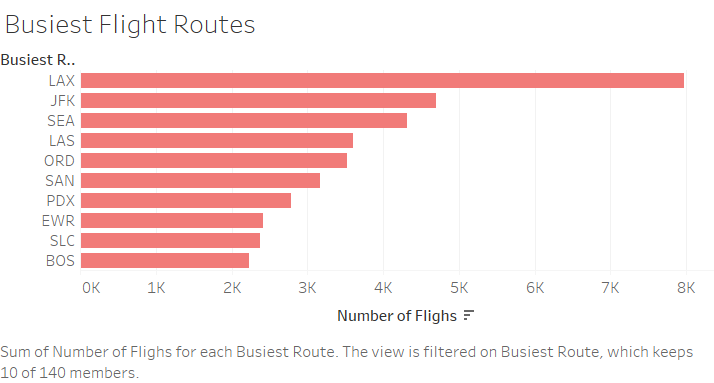 Busiest Flight Routes
Busiest R..
LAX
JFK
SEA
LAS
ORD
SAN
PDX
EWR
SLC
BOS
0K 1K 2K 3K 4K 5K 6K 7K 8K
Number of Flighs
Sum of Number of Flighs for each Busiest Route. The view is filtered on Busiest Route, which keeps
10 of 140 members.